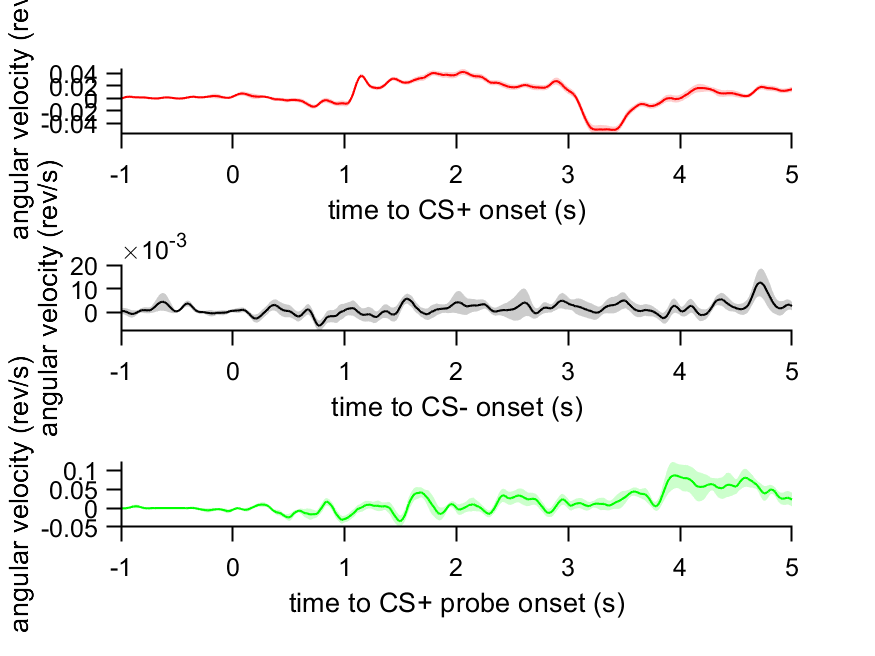 angular velocity (rev
0.04
0.02
0
-0.02
-0.04
-1 0 1 2 3 4 5
time to CS+ onset (s)
angular velocity (rev/s)
×10-3
20
10
0
-1 0 1 2 3 4 5
time to CS- onset (s)
angular velocity (rev/s)
0.1
0.05
0
-0.05
-1 0 1 2 3 4 5
time to CS+ probe onset (s)